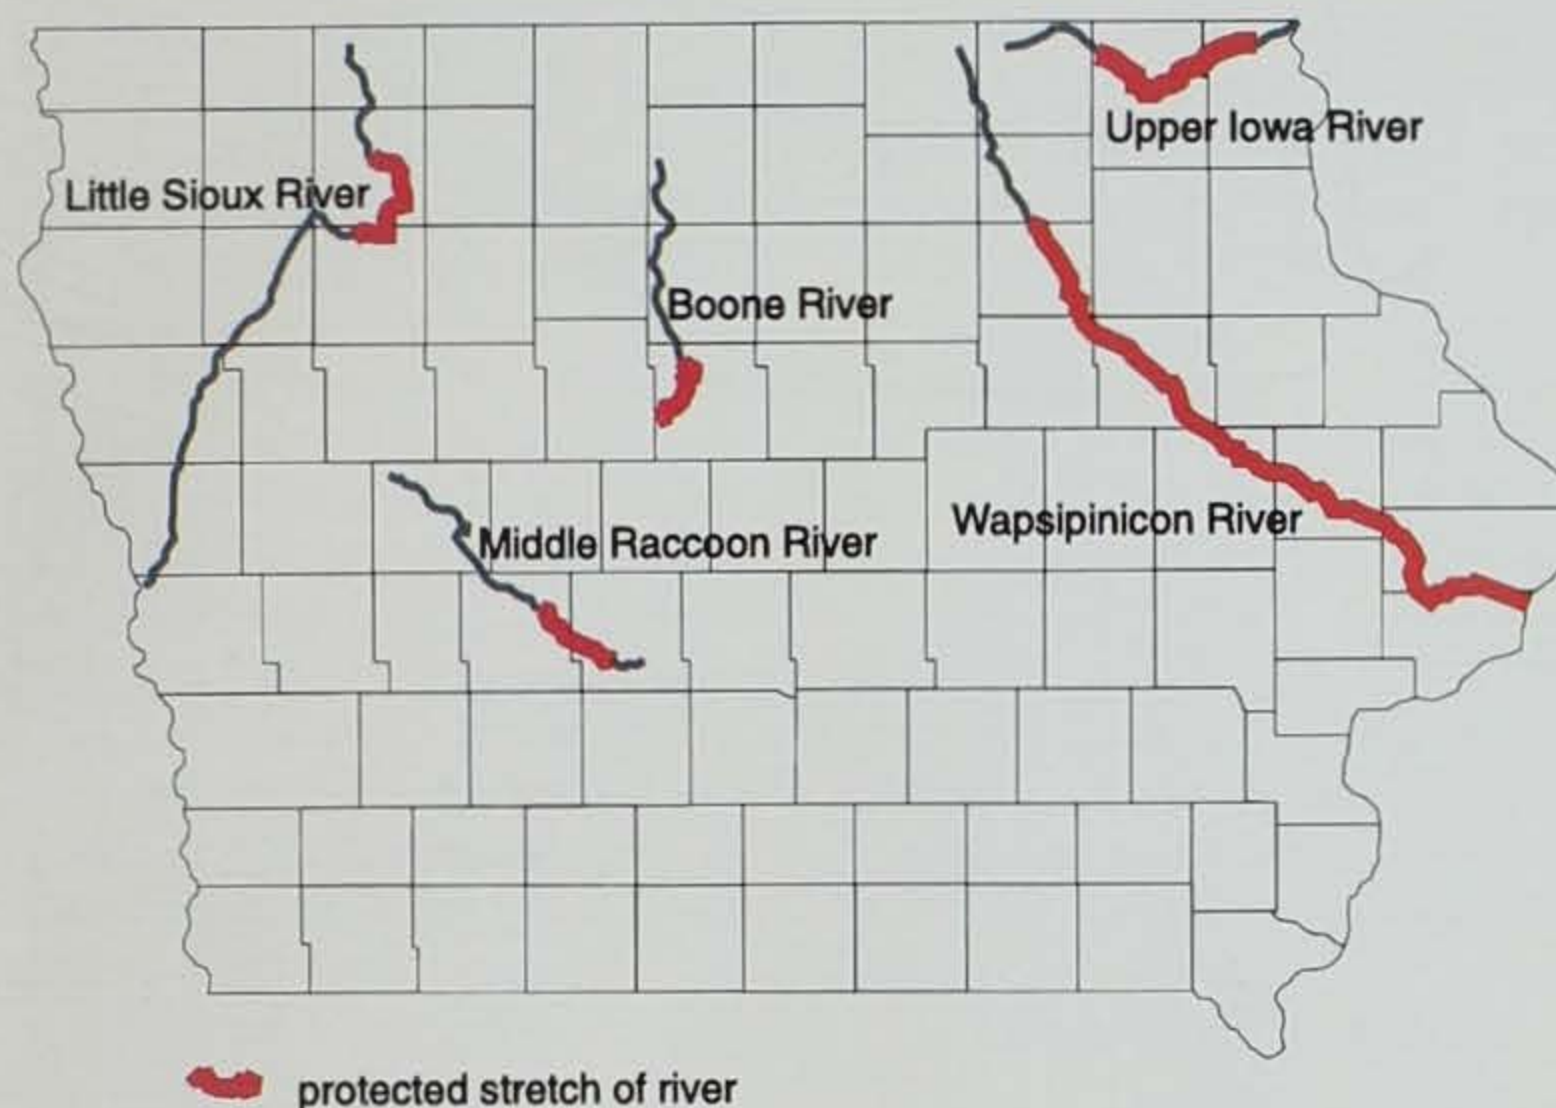 Upper Iowa River
Little Sioux River
Boone River
Wapsipinicon River
Middle Raccoon River
protected stretch of river